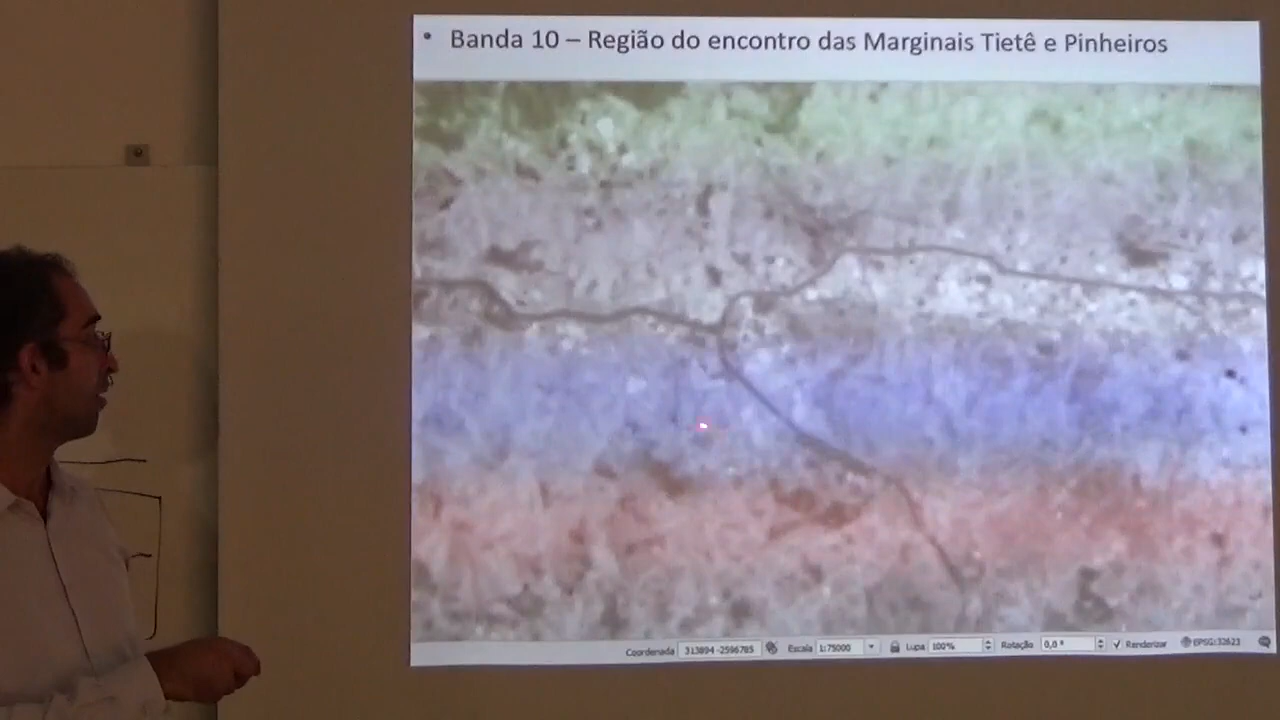 • Banda 10 – Região do encontro das Marginais Tietê e Pinheiros
Coordenada 313894 -2596785 Escala 1:75000 Lupa 100% Rotação 0,0 ° Renderizar EPSG:32623